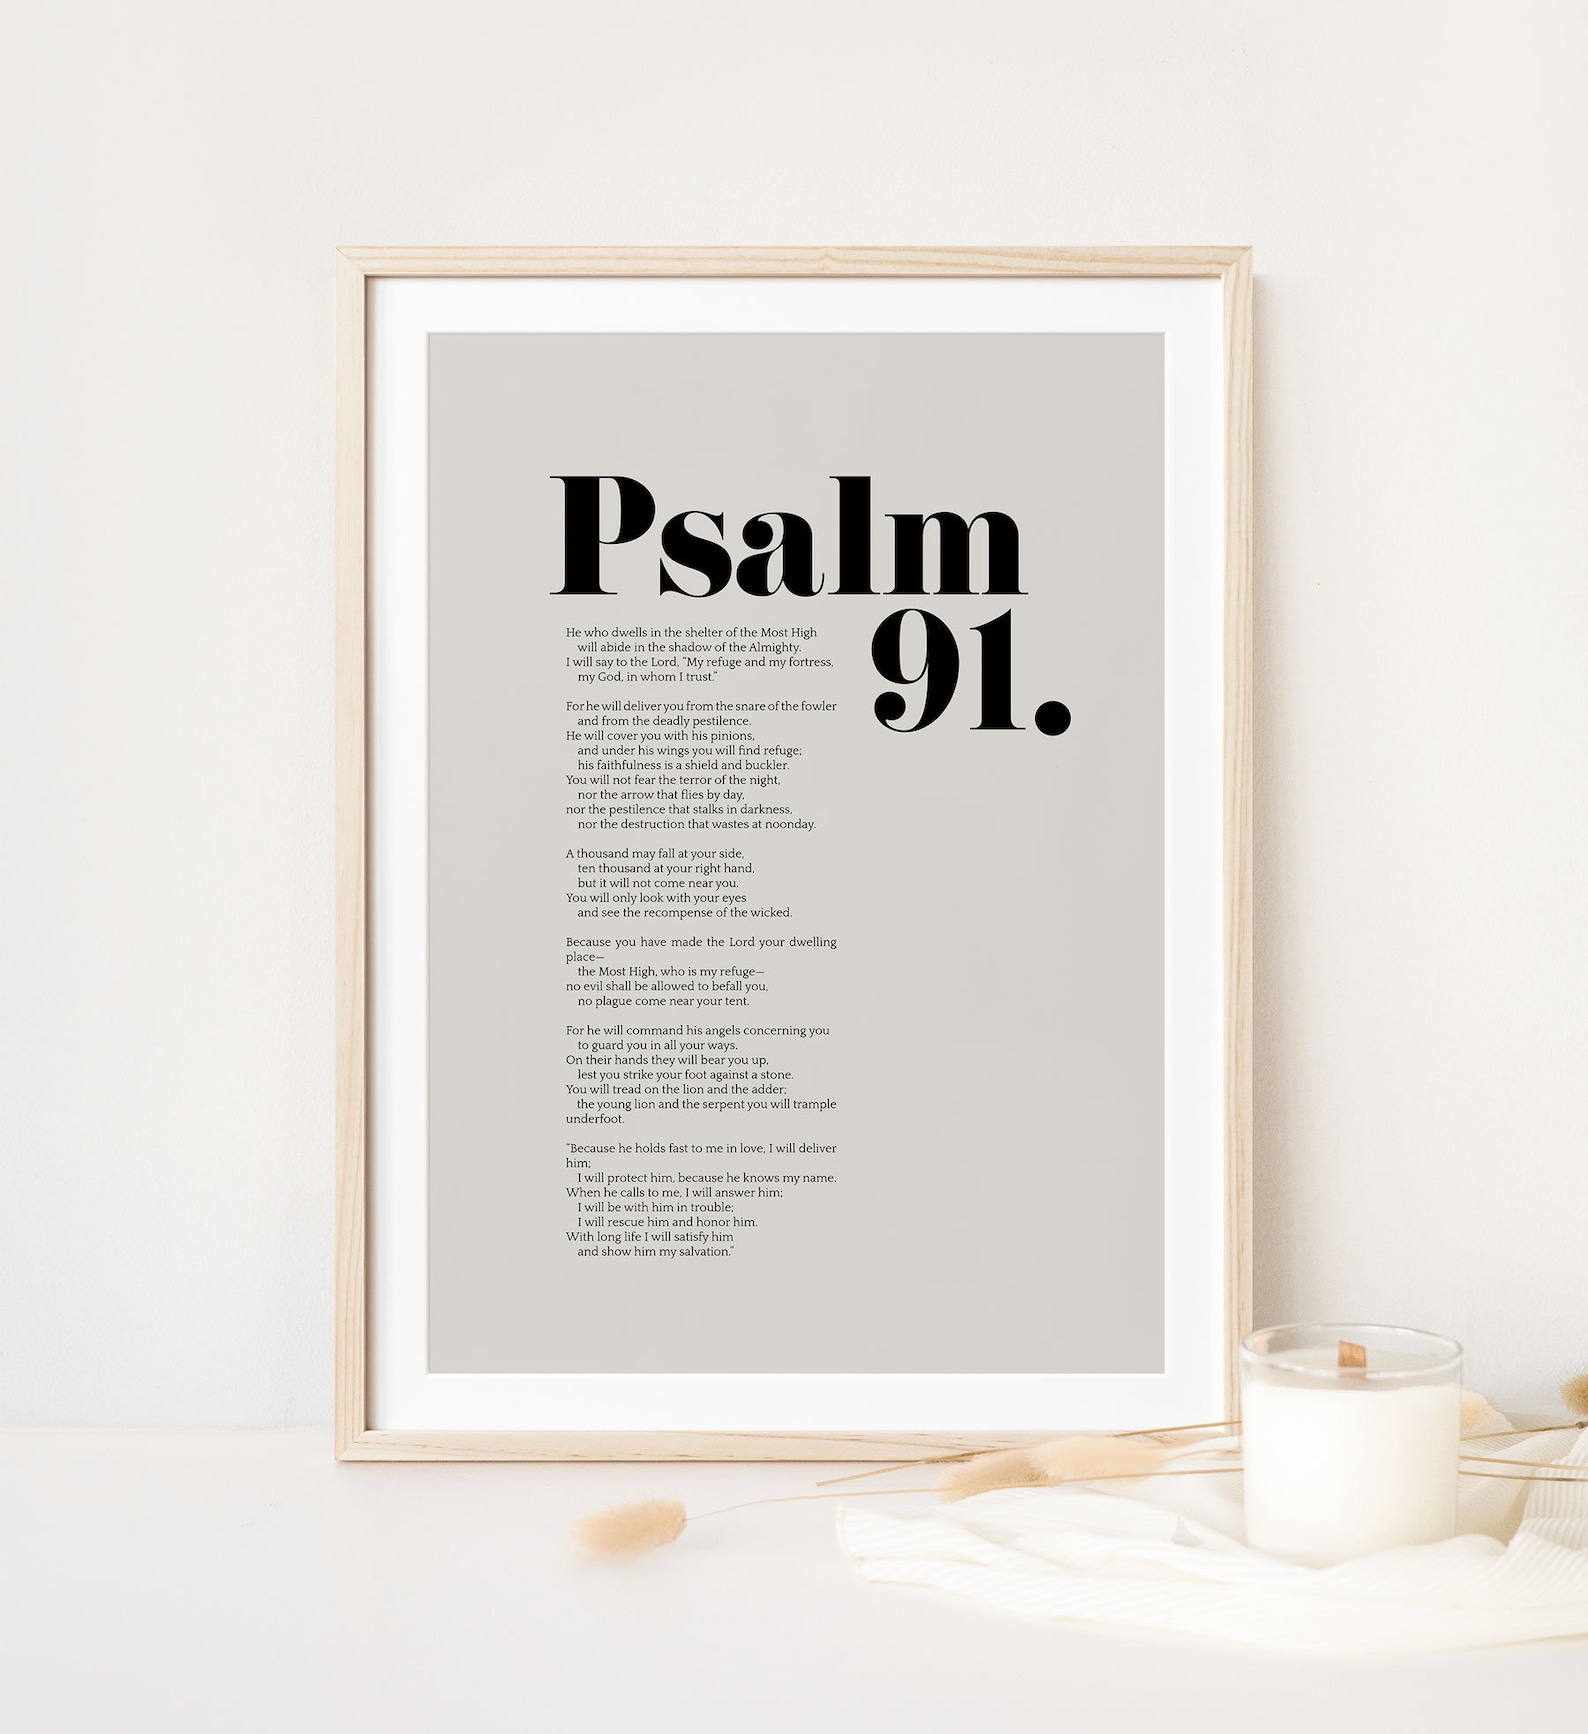 Psalm
91.
He who dwells in the shelter of the Most High
will abide in the shadow of the Almighty.
I will say to the Lord, “My refuge and my fortress,
my God, in whom I trust.”
For he will deliver you from the snare of the fowler
and from the deadly pestilence.
He will cover you with his pinions,
and under his wings you will find refuge;
his faithfulness is a shield and buckler.
You will not fear the terror of the night,
nor the arrow that flies by day,
nor the pestilence that stalks in darkness,
nor the destruction that wastes at noonday.
A thousand may fall at your side,
ten thousand at your right hand,
but it will not come near you.
You will only look with your eyes
and see the recompense of the wicked.
Because you have made the Lord your dwelling
place—
the Most High, who is my refuge—
no evil shall be allowed to befall you,
no plague come near your tent.
For he will command his angels concerning you
to guard you in all your ways.
On their hands they will bear you up,
lest you strike your foot against a stone.
You will tread on the lion and the adder;
the young lion and the serpent you will trample
underfoot.
“Because he holds fast to me in love, I will deliver
him;
I will protect him, because he knows my name.
When he calls to me, I will answer him;
I will be with him in trouble;
I will rescue him and honor him.
With long life I will satisfy him
and show him my salvation.”